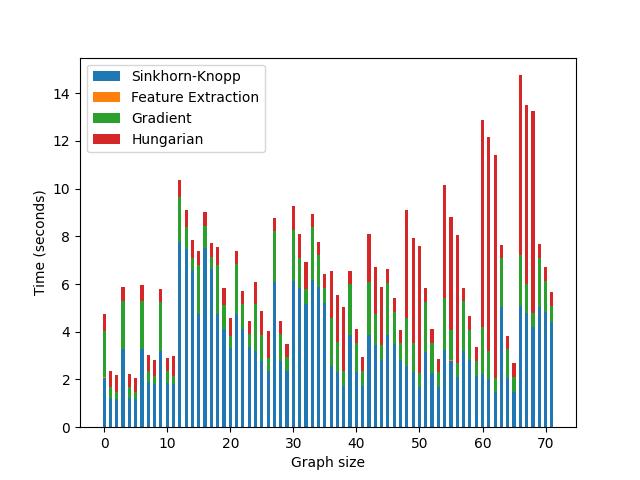 Sinkhorn-Knopp
Feature Extraction
Gradient
Hungarian
14
12
10
8
6
4
2
0
Time (seconds)
0 10 20 30 40 50 60 70
Graph size